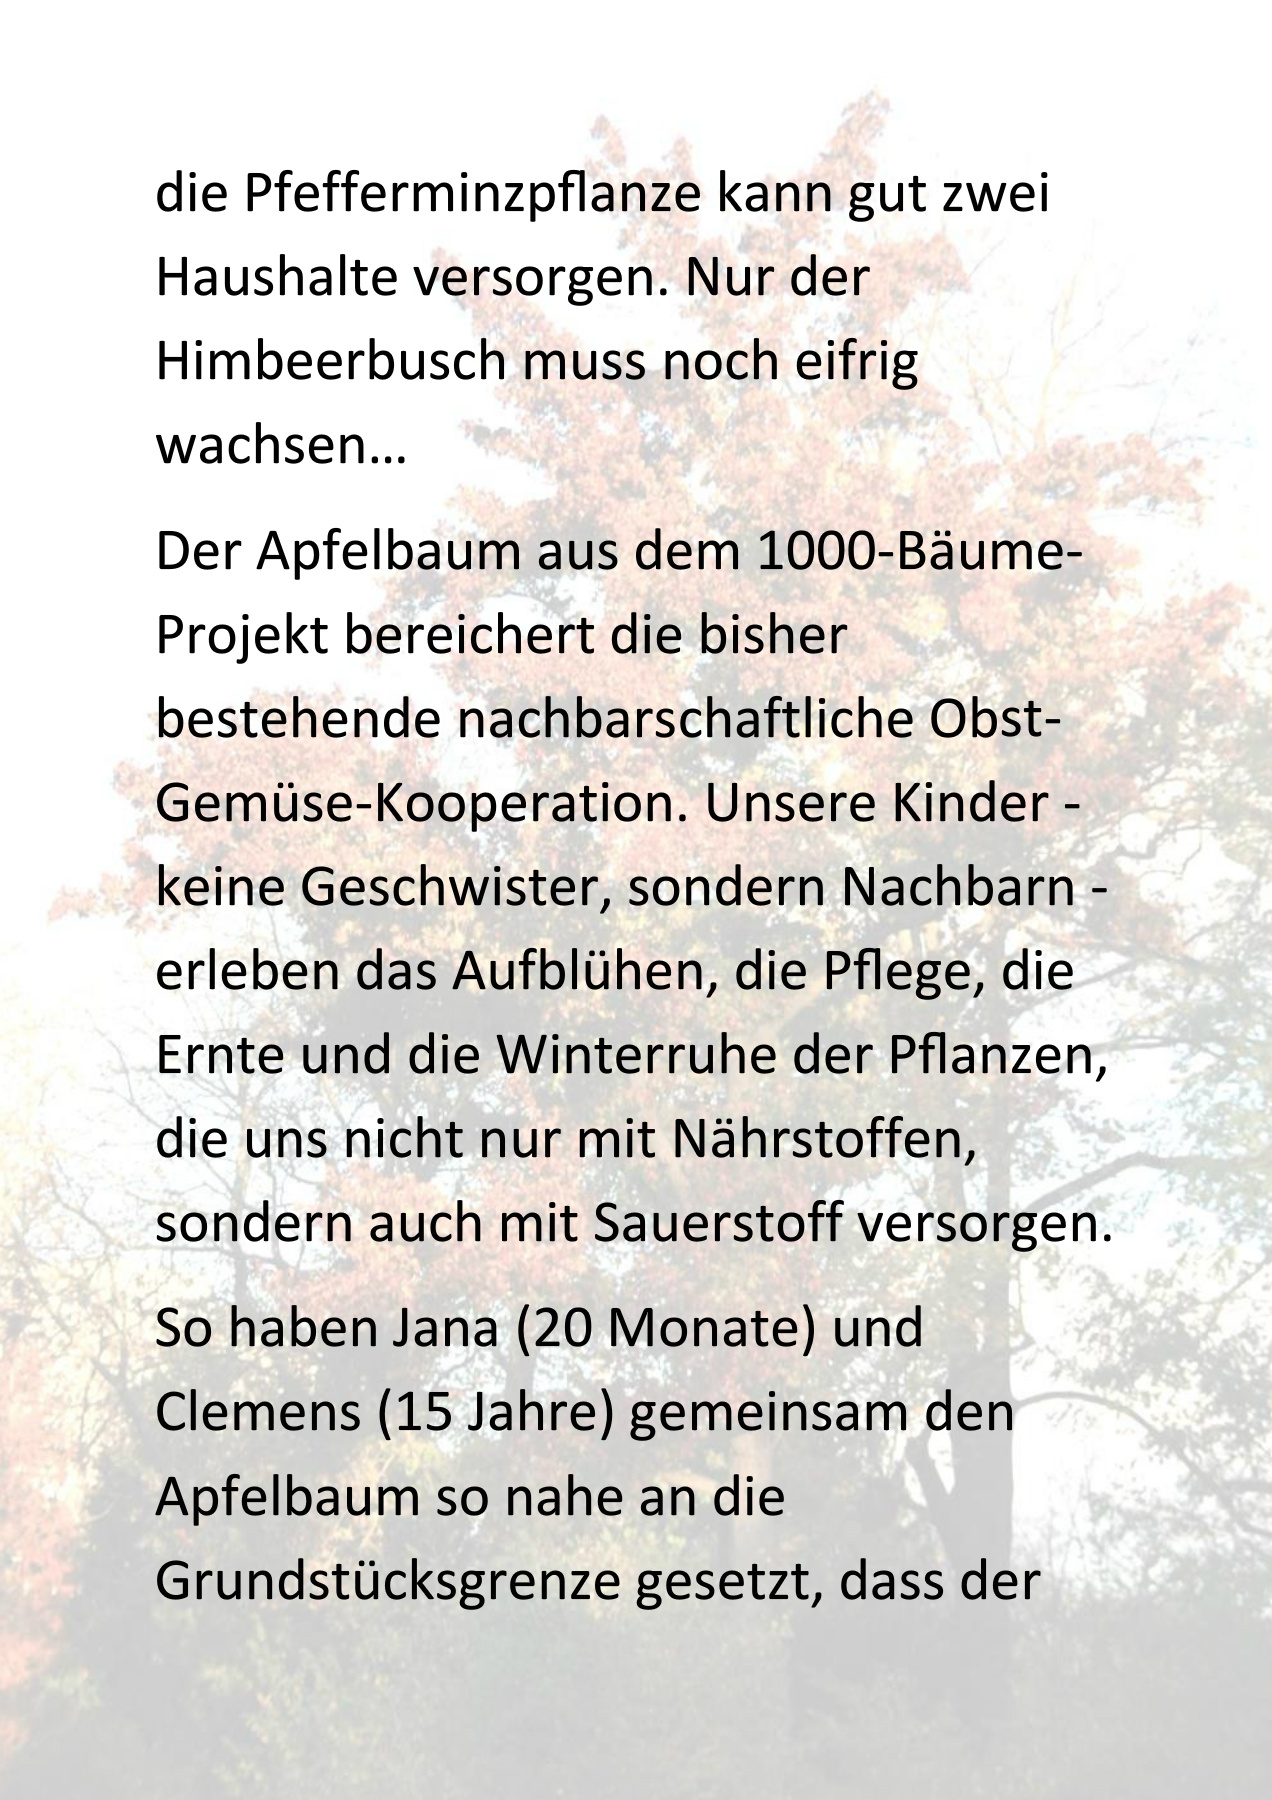 die Pfefferminzpflanze kann gut zwei
Haushalte versorgen. Nur der
Himbeerbusch muss noch eifrig
wachsen…
Der Apfelbaum aus dem 1000-Bäume-
Projekt bereichert die bisher
bestehende nachbarschaftliche Obst-
Gemüse-Kooperation. Unsere Kinder -
keine Geschwister, sondern Nachbarn -
erleben das Aufblühen, die Pflege, die
Ernte und die Winterruhe der Pflanzen,
die uns nicht nur mit Nährstoffen,
sondern auch mit Sauerstoff versorgen.
So haben Jana (20 Monate) und
Clemens (15 Jahre) gemeinsam den
Apfelbaum so nahe an die
Grundstücksgrenze gesetzt, dass der